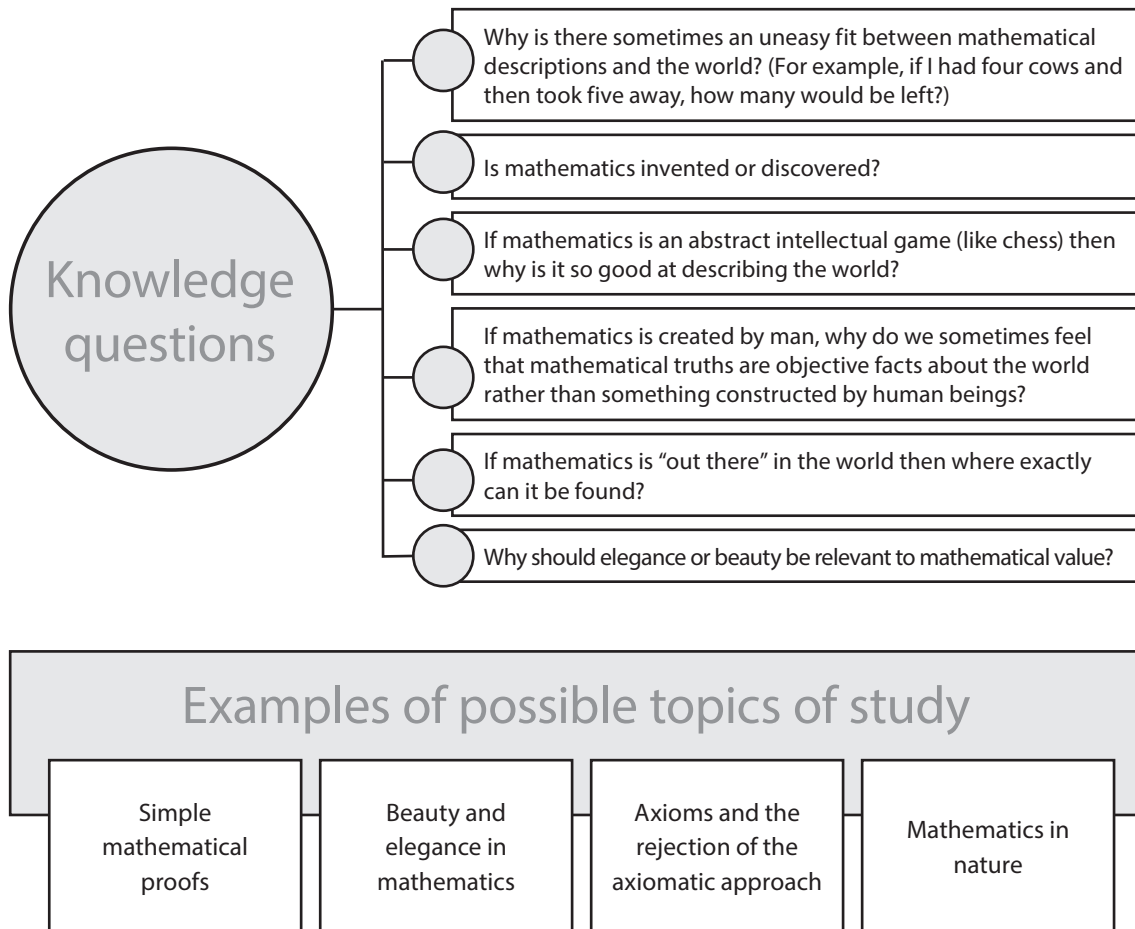 Knowledge
questions
Why is there sometimes an uneasy fit between mathematical
descriptions and the world? (For example, if I had four cows and
then took five away, how many would be left?)
Is mathematics invented or discovered?
If mathematics is an abstract intellectual game (like chess) then
why is it so good at describing the world?
If mathematics is created by man, why do we sometimes feel
that mathematical truths are objective facts about the world
rather than something constructed by human beings?
If mathematics is “out there” in the world then where exactly
can it be found?
Why should elegance or beauty be relevant to mathematical value?
Examples of possible topics of study
Simple
mathematical
proofs
Beauty and
elegance in
mathematics
Axioms and the
rejection of the
axiomatic approach
Mathematics in
nature